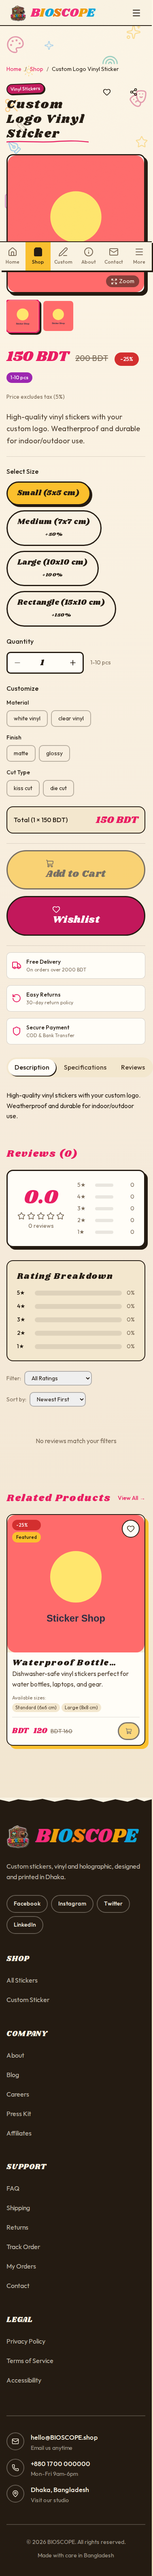 BIOSCOPE
Home / Shop / Custom Logo Vinyl Sticker
Vinyl Stickers
Custom
Logo Vinyl
Sticker
Home
Shop
Custom
About
Contact
More
Zoom
150 BDT 200 BDT -25%
1-10 pcs
Price excludes tax (5%)
High-quality vinyl stickers with your
custom logo. Weatherproof and durable
for indoor/outdoor use.
Select Size
Small (5x5 cm)
Medium (7x7 cm)
Large (10x10 cm)
+100%
Rectangle (15x10 cm)
+150%
Quantity
1
1-10 pcs
Customize
Material
white vinyl
clear vinyl
Finish
matte
glossy
Cut Type
kiss cut
die cut
Total (1 × 150 BDT) 150 BDT
Add to Cart
Wishlist
Free Delivery
On orders over 2000 BDT
Easy Returns
30-day return policy
Secure Payment
COD & Bank Transfer
Description
Specifications
Reviews
High-quality vinyl stickers with your custom logo.
Weatherproof and durable for indoor/outdoor
use.
Reviews (0)
0.0
0 reviews
5★ 0
4★ 0
3★ 0
2★ 0
1★ 0
Rating Breakdown
5★ 0%
4★ 0%
3★ 0%
2★ 0%
1★ 0%
Filter: All Ratings
Sort by: Newest First
No reviews match your filters
Related Products
View All →
-25%
Featured
Sticker Shop
Waterproof Bottle...
Dishwasher-safe vinyl stickers perfect for
water bottles, laptops, and gear.
Available sizes:
Standard (6x6 cm)
Large (8x8 cm)
BDT 120 BDT 160
BIOSCOPE
Custom stickers, vinyl and holographic, designed
and printed in Dhaka.
Facebook
Instagram
Twitter
LinkedIn
SHOP
All Stickers
Custom Sticker
COMPANY
About
Blog
Careers
Press Kit
Affiliates
SUPPORT
FAQ
Shipping
Returns
Track Order
My Orders
Contact
LEGAL
Privacy Policy
Terms of Service
Accessibility
hello@BIOSCOPE.shop
Email us anytime
+880 1700 000000
Mon–Fri 9am–6pm
Dhaka, Bangladesh
Visit our studio
© 2026 BIOSCOPE. All rights reserved.
Made with care in Bangladesh